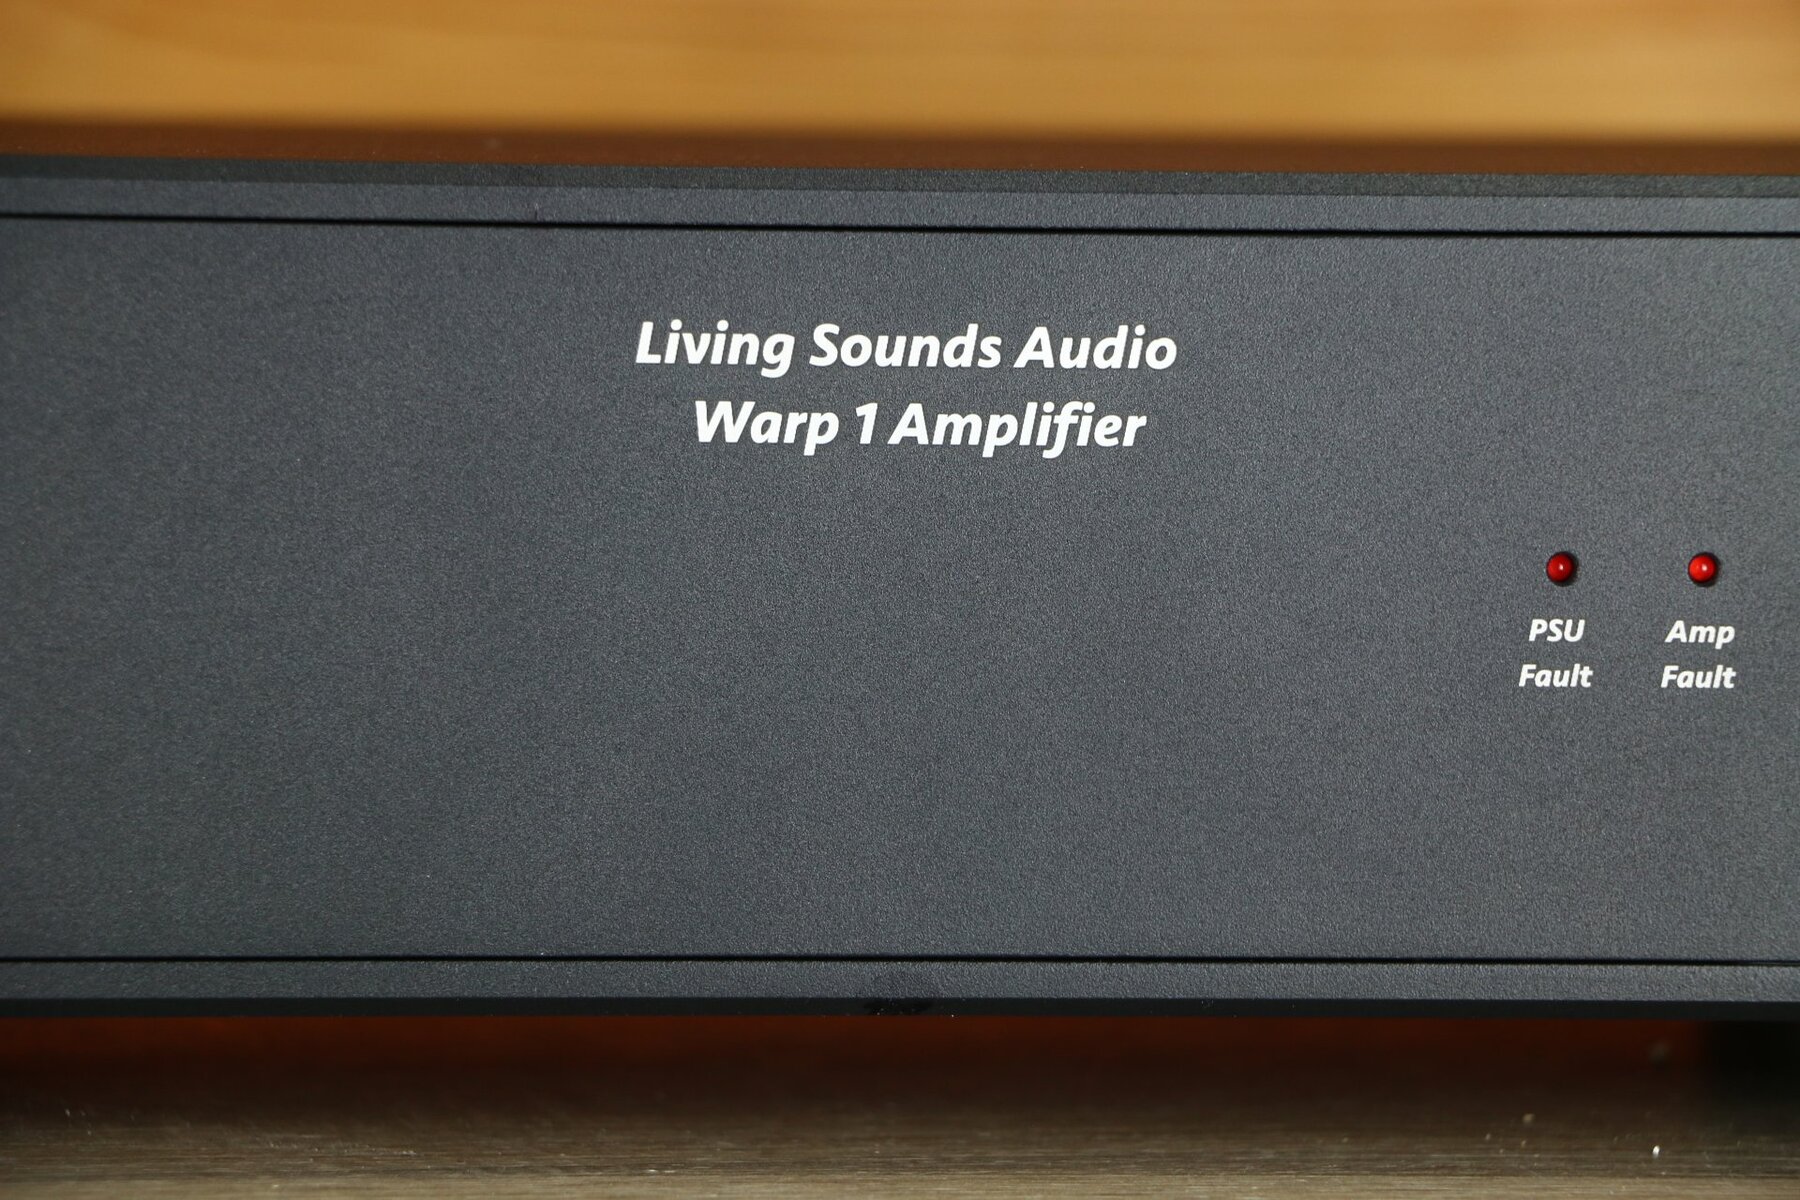 Living Sounds Audio
Warp 1 Amplifier
PSU Fault
Amp Fault